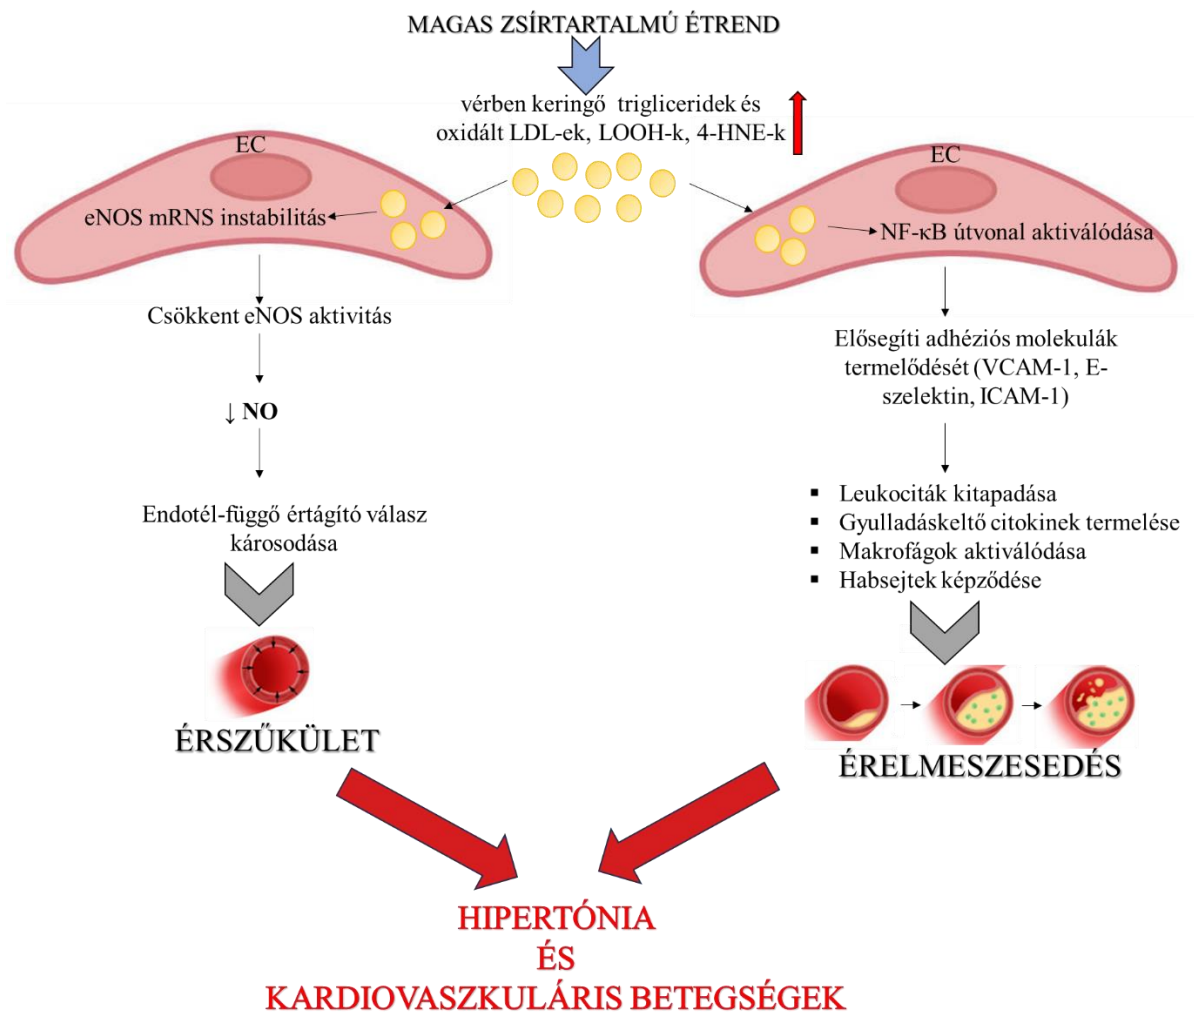 MAGAS ZSÍRTARTALMÚ ÉTREND
vérben keringő trigliceridek és
oxidált LDL-ek, LOOH-k, 4-HNE-k
EC
eNOS mRNS instabilitás
Csökkent eNOS aktivitás
↓ NO
Endotél-függő értágító válasz
károsodása
ÉRSZŰKÜLET
EC
NF-κB útvonal aktiválódása
Elősegíti adhéziós molekulák
termelődését (VCAM-1, E-
szelektin, ICAM-1)
▪ Leukociták kitapadása
▪ Gyulladáskeltő citokinek termelése
▪ Makrofágok aktiválódása
▪ Habsejtek képződése
ÉRELMESZESEDÉS
HIPERTÓNIA
ÉS
KARDIOVASZKULÁRIS BETEGSÉGEK